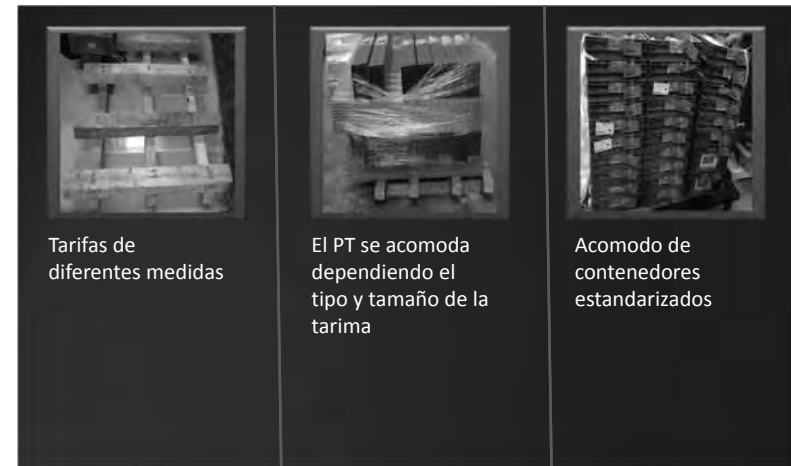 Tarifas de
diferentes medidas
El PT se acomoda
dependiendo el
tipo y tamaño de la
tarima
Acomodo de
contenedores
estandarizados